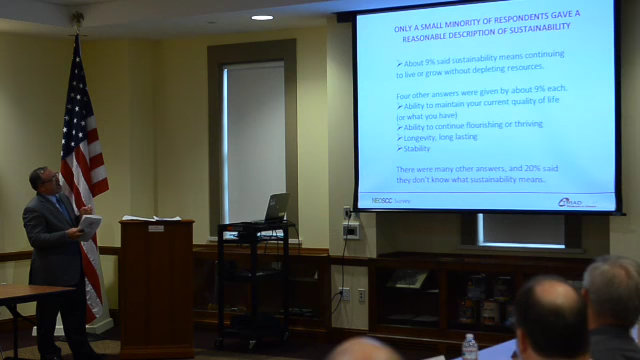 ONLY A SMALL MINORITY OF RESPONDENTS GAVE A
REASONABLE DESCRIPTION OF SUSTAINABILITY
➢About 9% said sustainability means continuing
to live or grow without depleting resources.
Four other answers were given by about 9% each.
➢Ability to maintain your current quality of life
(or what you have)
➢Ability to continue flourishing or thriving
➢Longevity, long lasting
➢Stability
There were many other answers, and 20% said
they don't know what sustainability means.
NEOSCC Survey
TRIAD